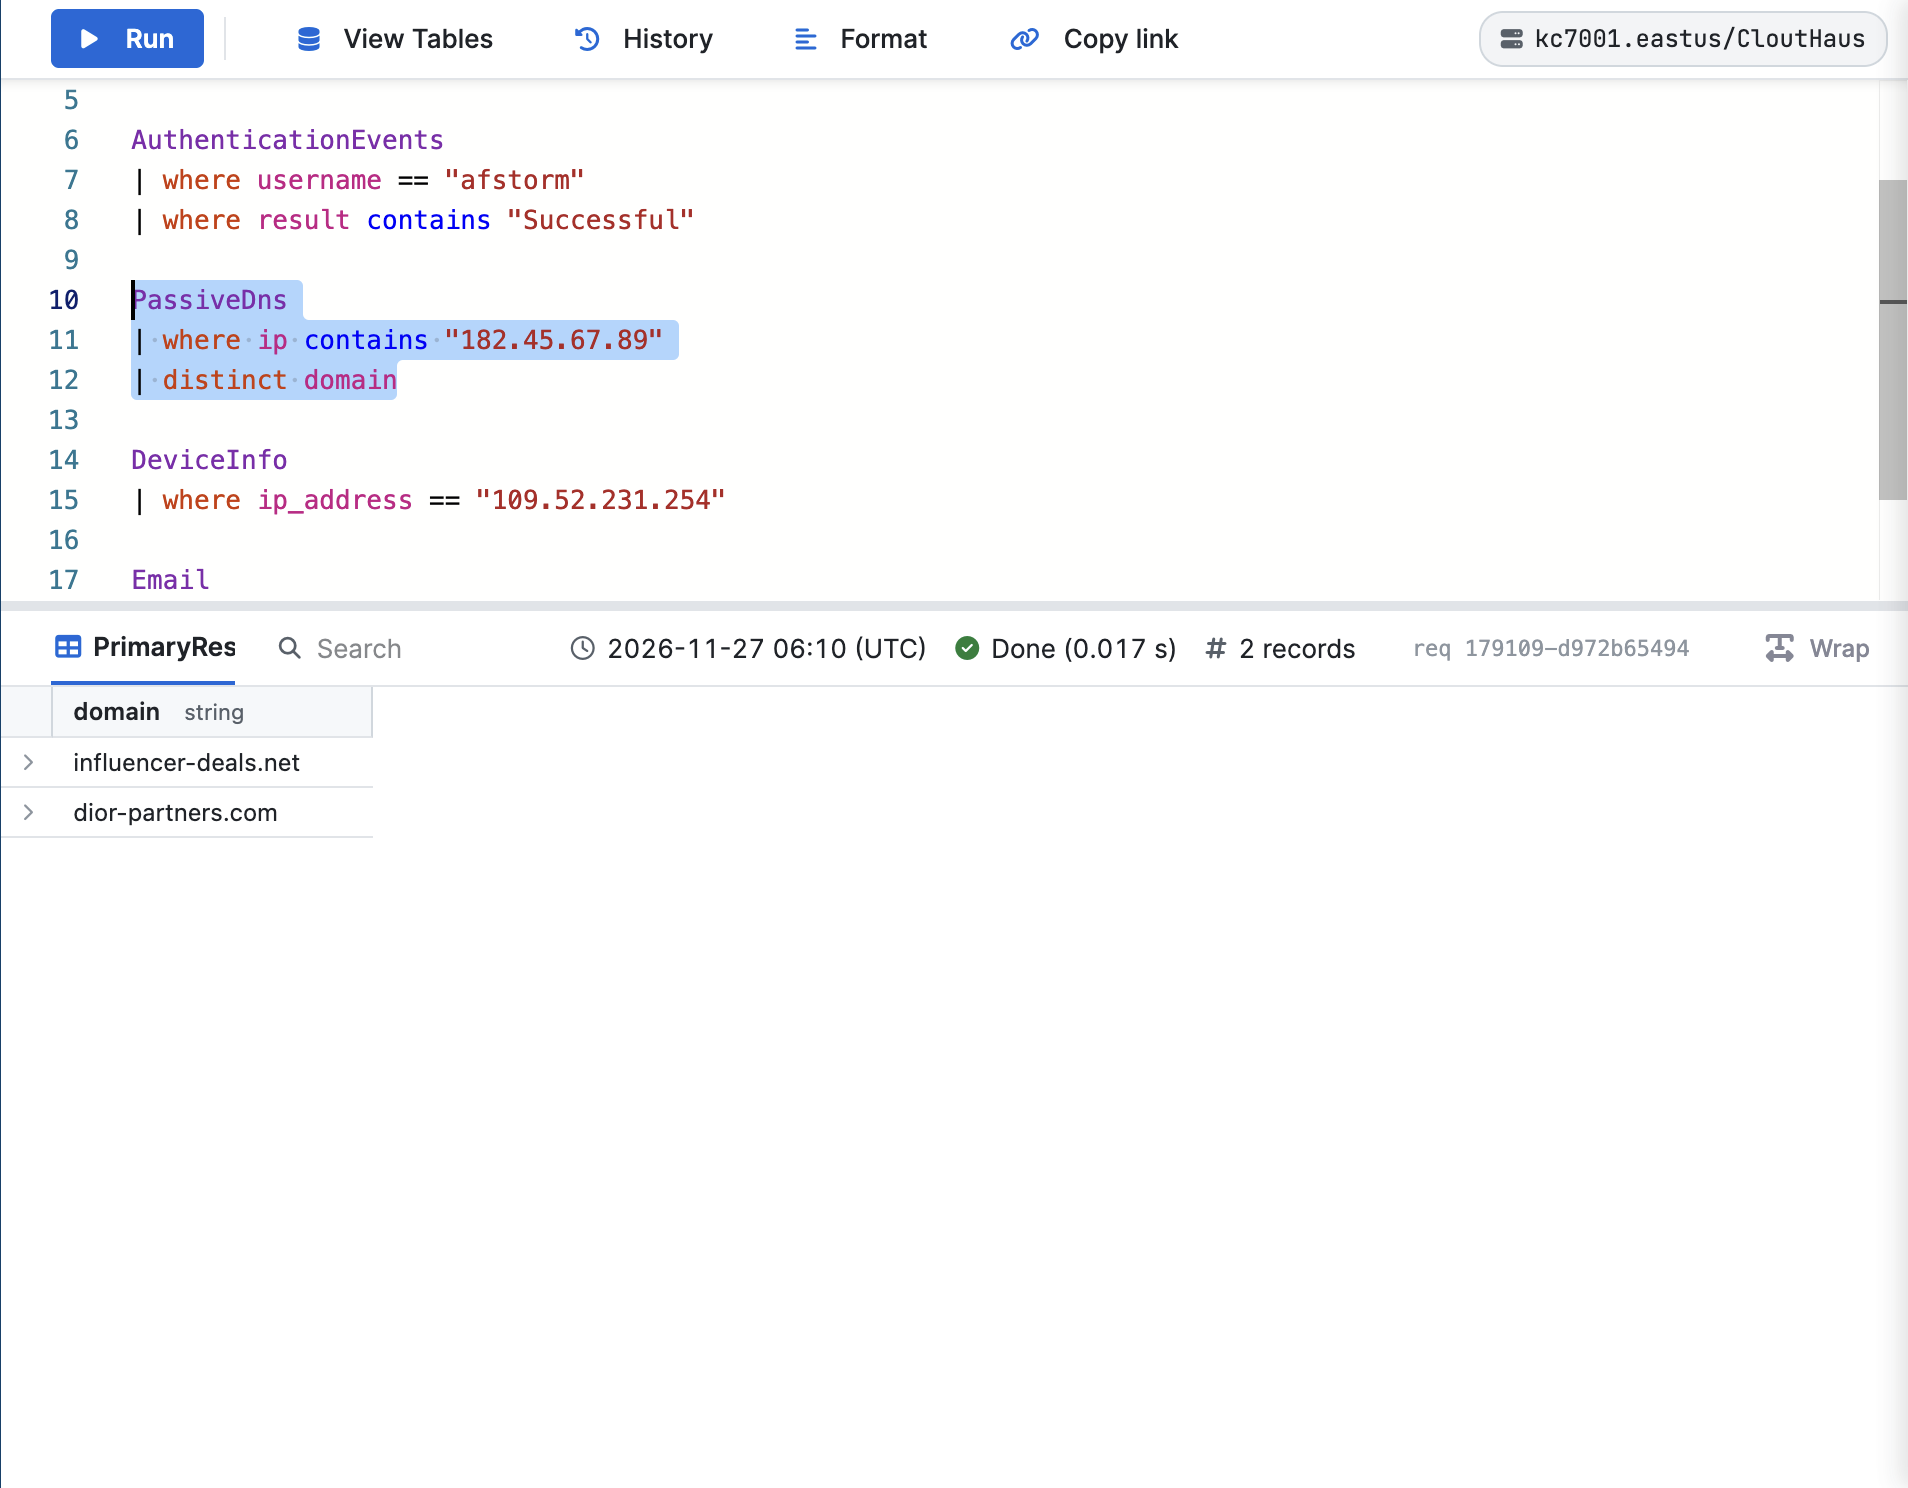 Run View Tables History Format Copy link kc7001.eastus/CloutHaus
5
6 AuthenticationEvents
7 | where username == "afstorm"
8 | where result contains "Successful"
9
10 PassiveDns
11 | where ip contains "182.45.67.89"
12 | distinct domain
13
14 DeviceInfo
15 | where ip_address == "109.52.231.254"
16
17 Email
PrimaryRes Search 2026-11-27 06:10 (UTC) Done (0.017 s) # 2 records req 179109-d972b65494 Wrap
domain string
influencer-deals.net
dior-partners.com